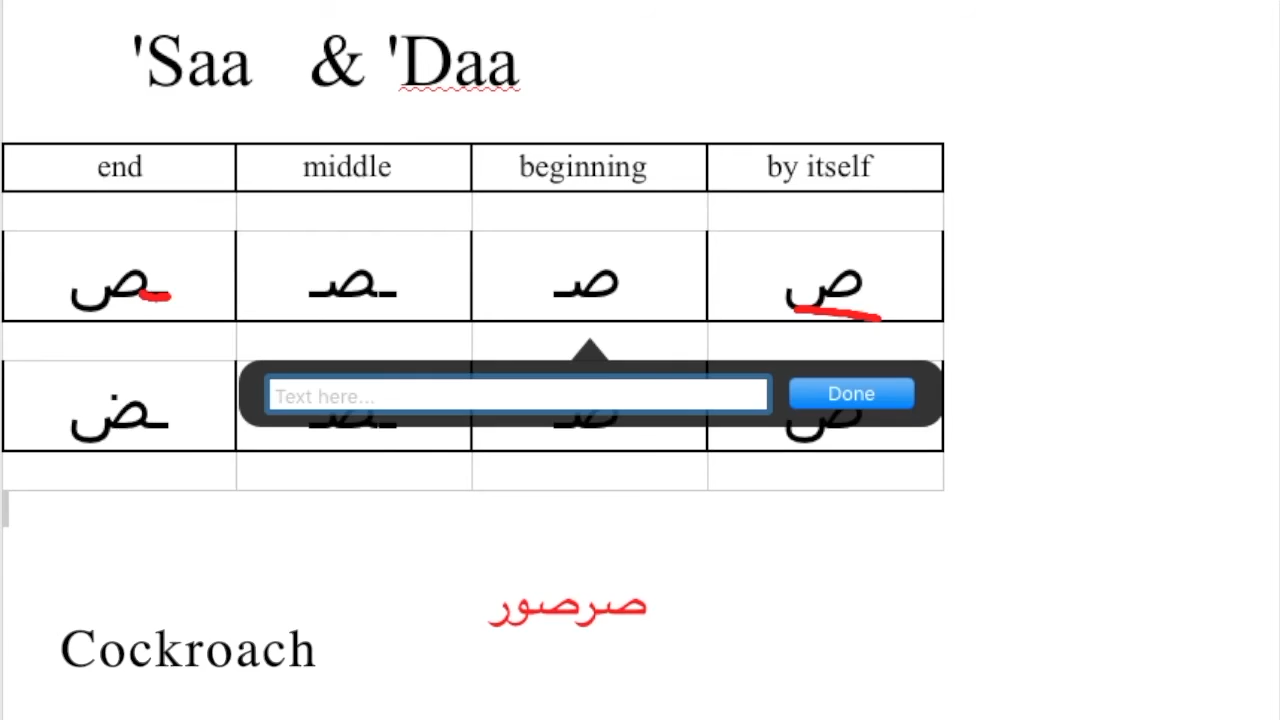 'Saa & 'Daa
end middle beginning by itself
ـص ـصـ صـ ص
ـض
Text here...
Done
صرصور
Cockroach